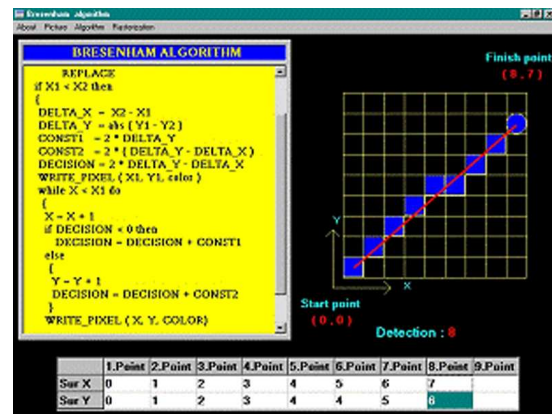 Bresenham Algorithm
About Picture Algorithm Rasterization
BRESENHAM ALGORITHM
REPLACE
if X1 < X2 then
{
DELTA_X = X2 - X1
DELTA_Y = abs ( Y1 - Y2 )
CONST1 = 2 * DELTA_Y
CONST2 = 2 * ( DELTA_Y - DELTA_X )
DECISION = 2 * DELTA_Y - DELTA_X
WRITE_PIXEL ( X1, Y1, color )
while X < X1 do
{
X = X + 1
if DECISION < 0 then
DECISION = DECISION + CONST1
else
{
Y = Y + 1
DECISION = DECISION + CONST2
}
WRITE_PIXEL ( X, Y, COLOR)
Finish point
(8.7)
Y
X
Start point
(0.0)
Detection : 8
1.Point 2.Point 3.Point 4.Point 5.Point 6.Point 7.Point 8.Point 9.Point
Sur X 0 1 2 3 4 5 6 7
Sur Y 0 1 2 3 4 4 5 6